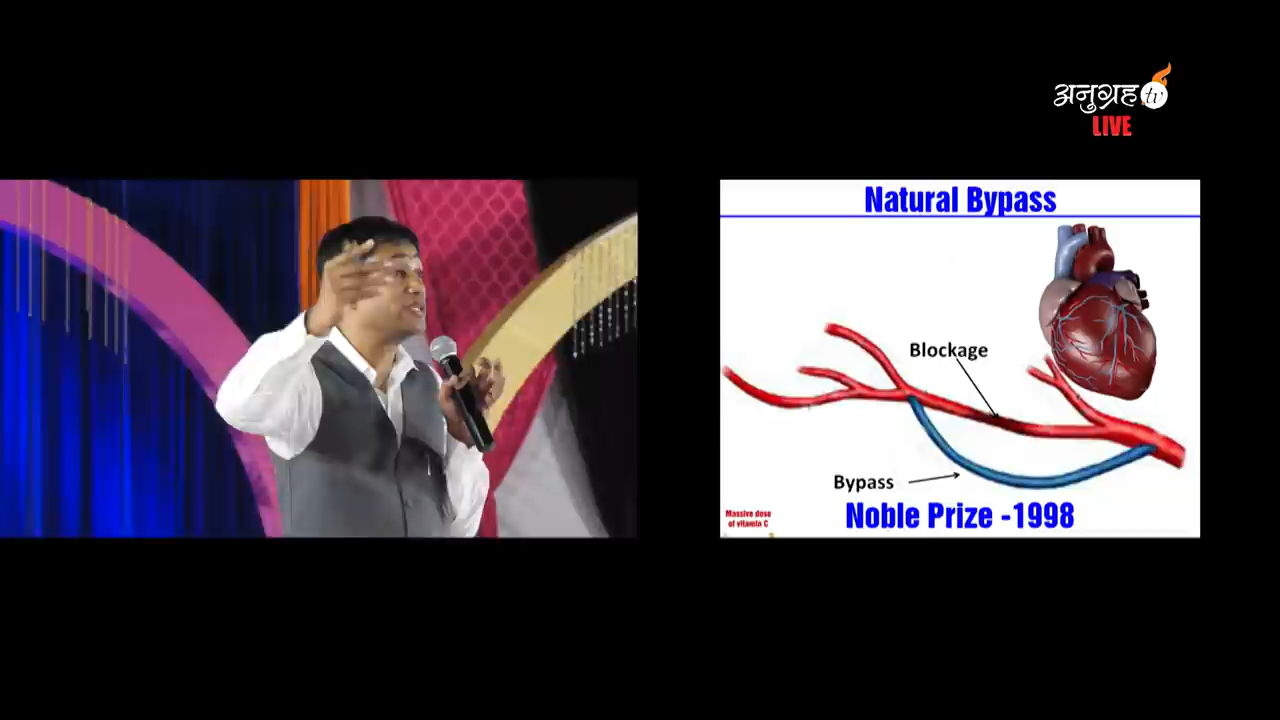 अनुग्रह tv
LIVE
Natural Bypass
Blockage
Bypass
Noble Prize -1998
Massive dose
of vitamin C